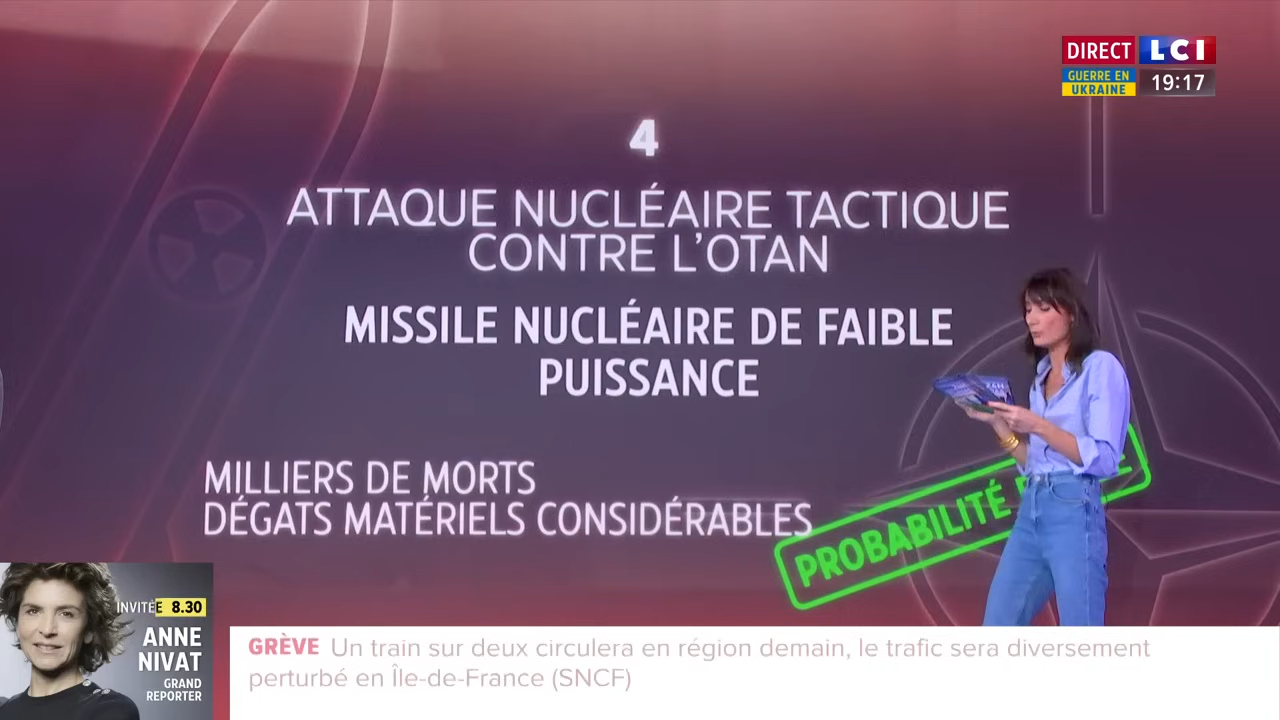 DIRECT LCI
GUERRE EN
UKRAINE
19:17
4
ATTAQUE NUCLÉAIRE TACTIQUE
CONTRE L'OTAN
MISSILE NUCLÉAIRE DE FAIBLE
PUISSANCE
MILLIERS DE MORTS
DÉGATS MATÉRIELS CONSIDÉRABLES
PROBABILITÉ
INVITÉE 8.30
ANNE
NIVAT
GRAND
REPORTER
GRÈVE Un train sur deux circulera en région demain, le trafic sera diversement
perturbé en Île-de-France (SNCF)